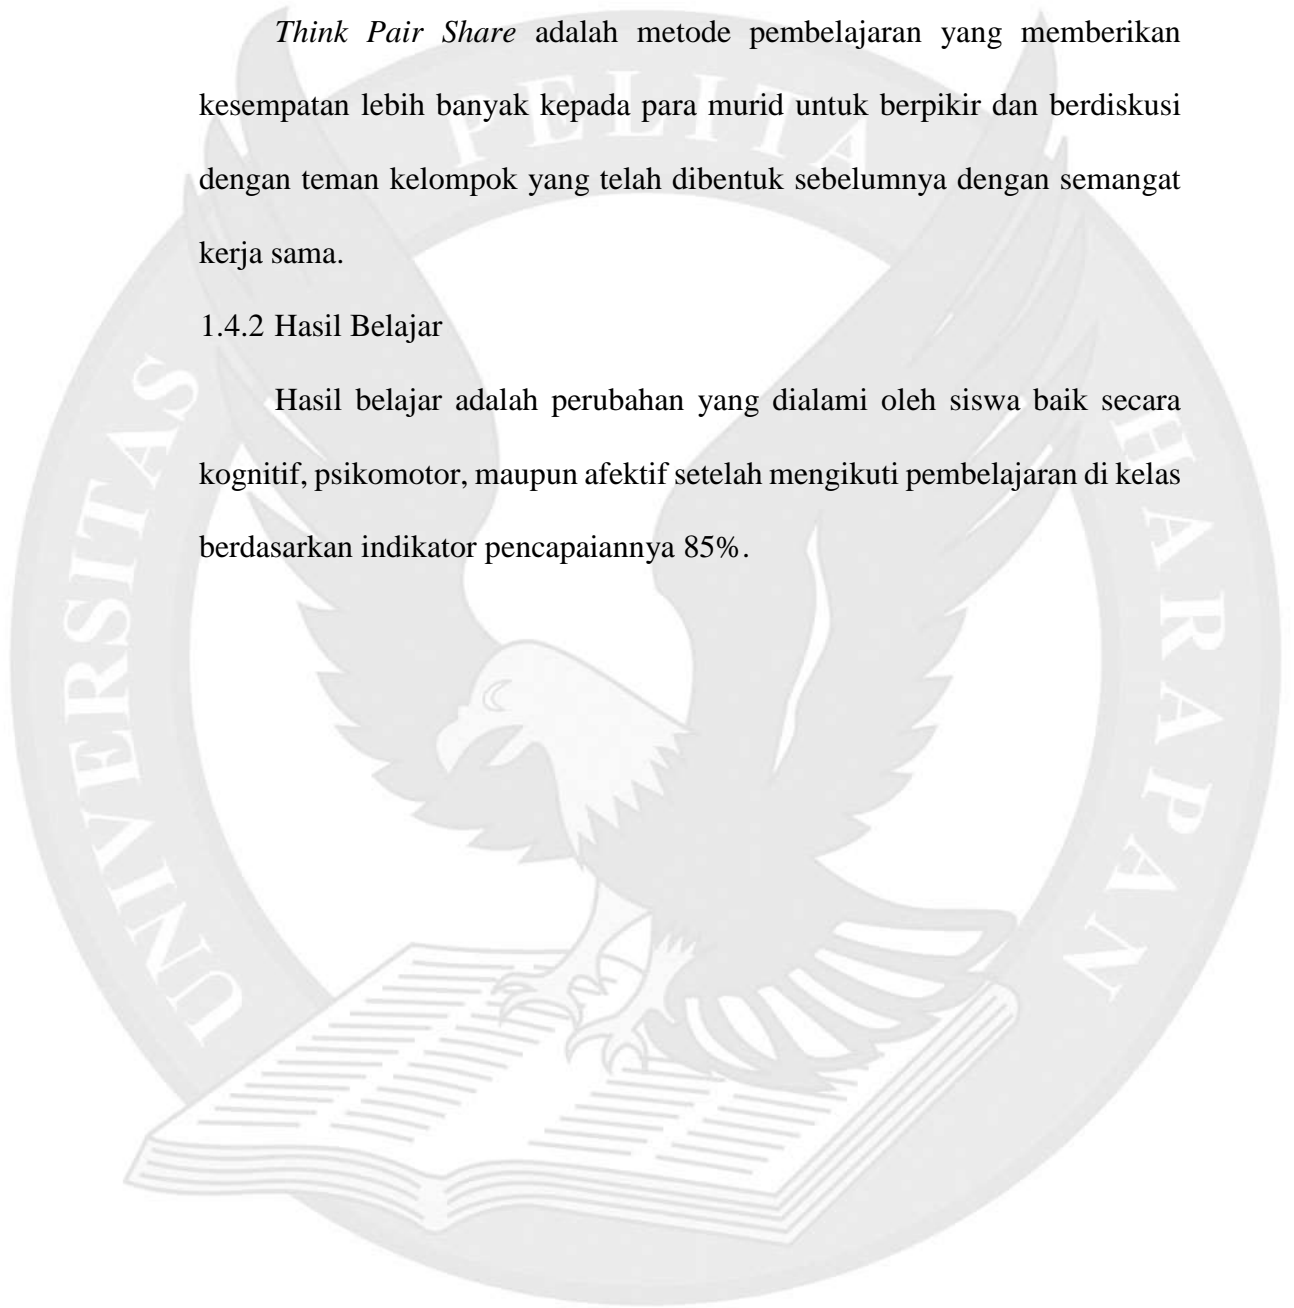 Think Pair Share adalah metode pembelajaran yang memberikan
kesempatan lebih banyak kepada para murid untuk berpikir dan berdiskusi
dengan teman kelompok yang telah dibentuk sebelumnya dengan semangat
kerja sama.
1.4.2 Hasil Belajar
Hasil belajar adalah perubahan yang dialami oleh siswa baik secara
kognitif, psikomotor, maupun afektif setelah mengikuti pembelajaran di kelas
berdasarkan indikator pencapaiannya 85%.
UNIVERSITAS PELITA HARAPAN